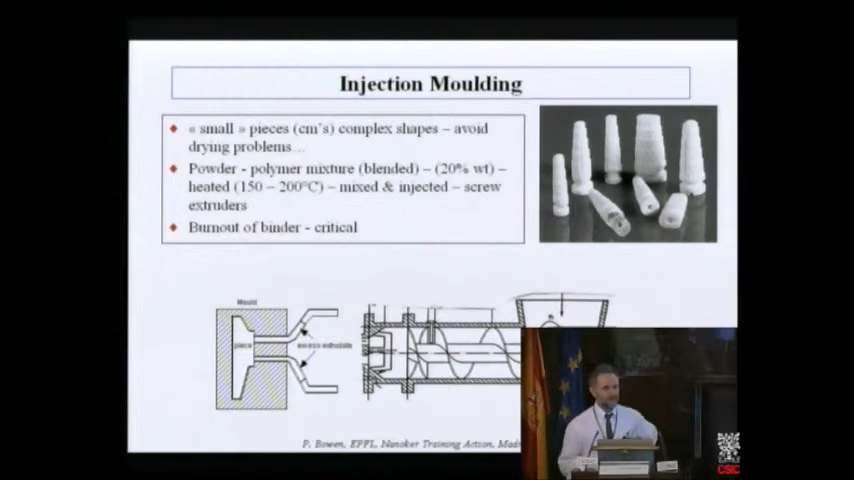 Injection Moulding
« small » pieces (cm's) complex shapes – avoid
drying problems…
Powder - polymer mixture (blended) – (20% wt) –
heated (150 – 200°C) – mixed & injected – screw
extruders
Burnout of binder - critical
Mould
piece
excess extrudate
P. Bowen, EPFL, Nanoker Training Action, Mad
CSIC